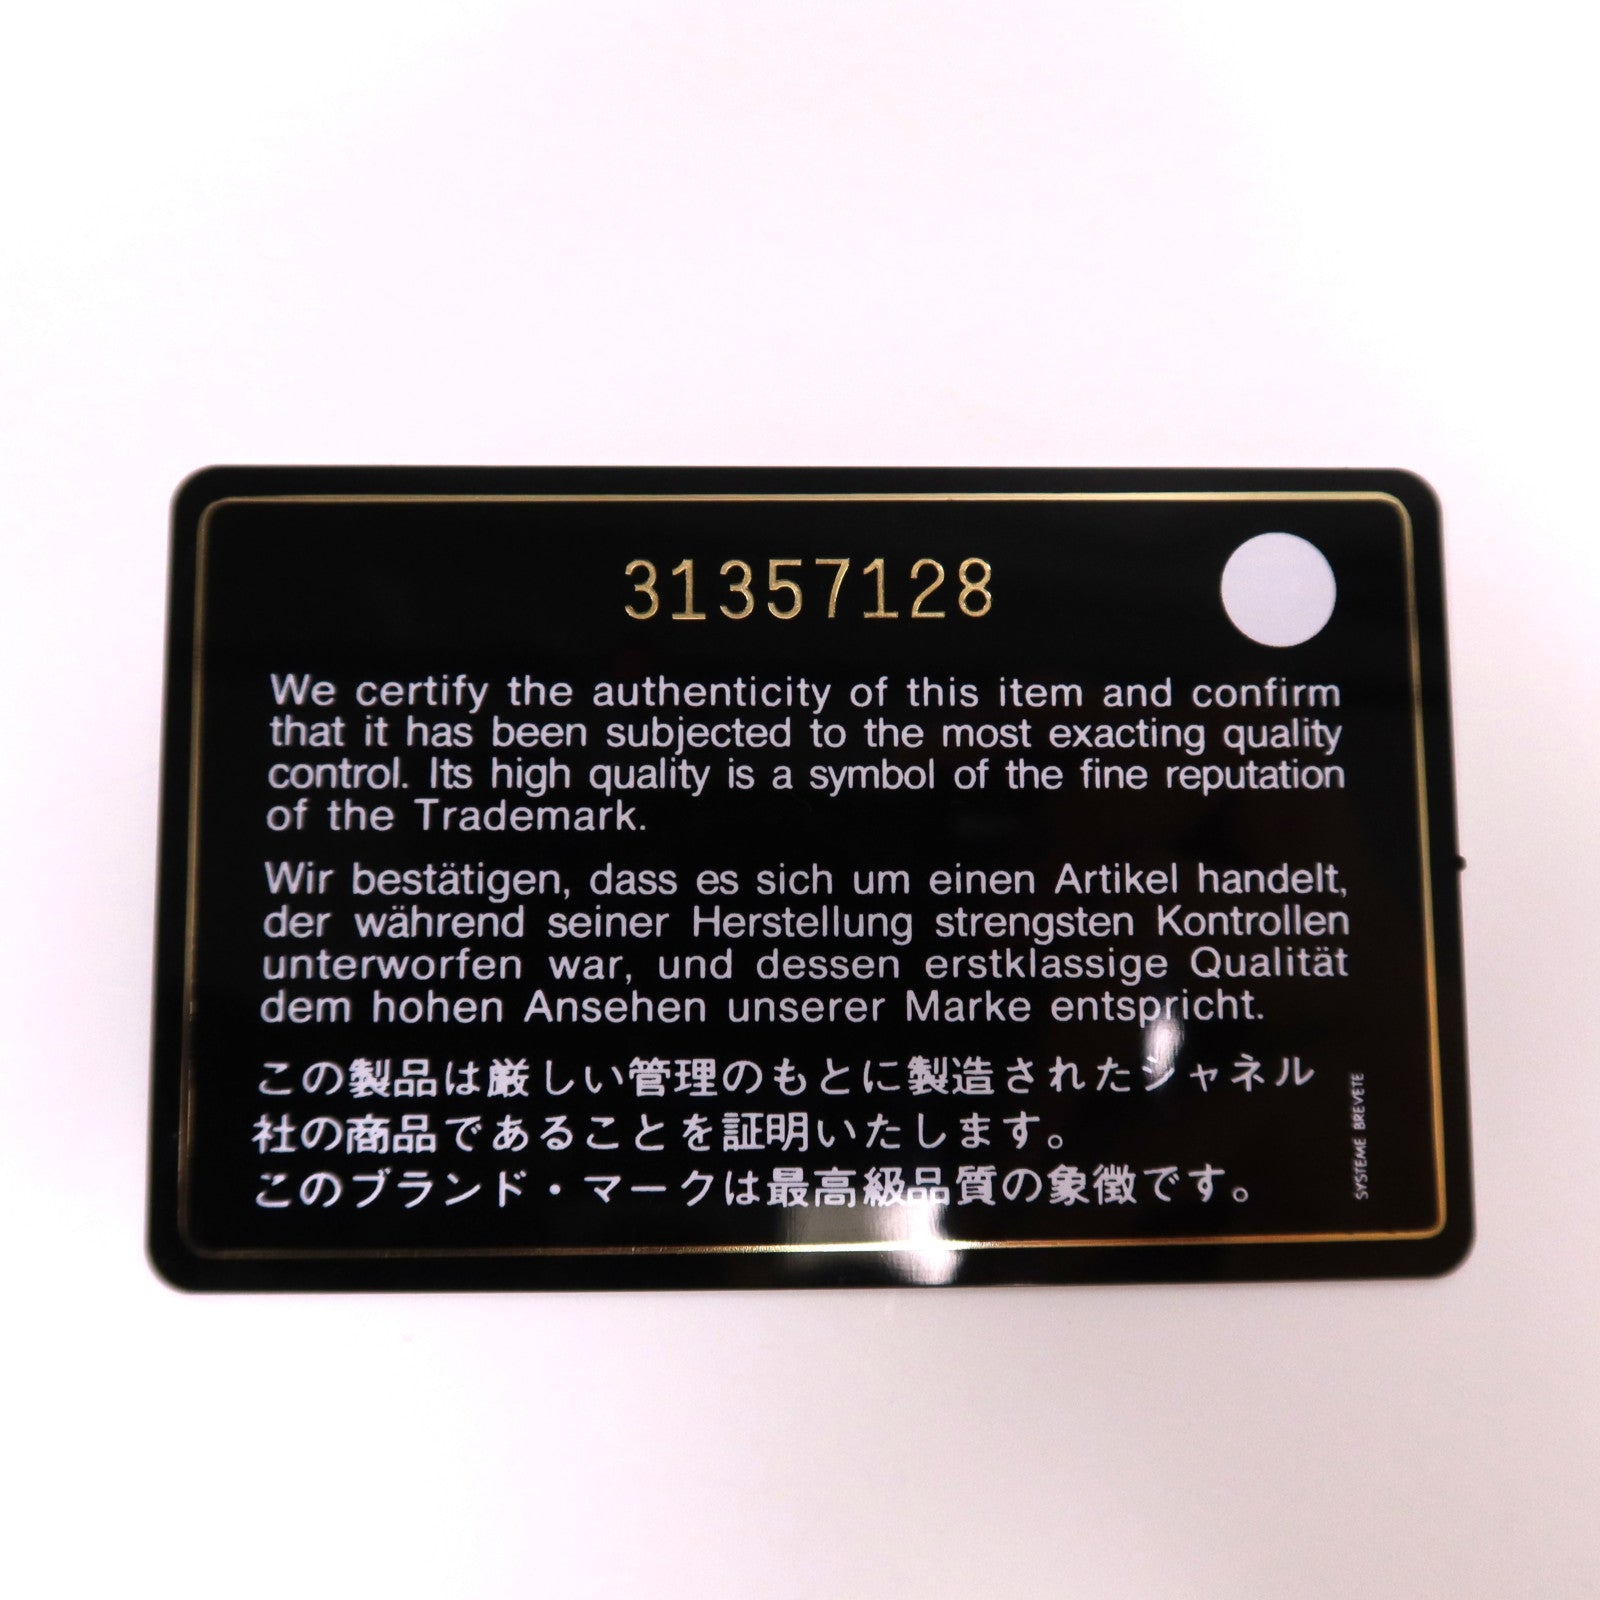 31357128
We certify the authenticity of this item and confirm
that it has been subjected to the most exacting quality
control. Its high quality is a symbol of the fine reputation
of the Trademark.
Wir bestätigen, dass es sich um einen Artikel handelt,
der während seiner Herstellung strengsten Kontrollen
unterworfen war, und dessen erstklassige Qualität
dem hohen Ansehen unserer Marke entspricht.
この製品は厳しい管理のもとに製造されたシャネル
社の商品であることを証明いたします。
このブランド・マークは最高級品質の象徴です。
SYSTEME BREVETE